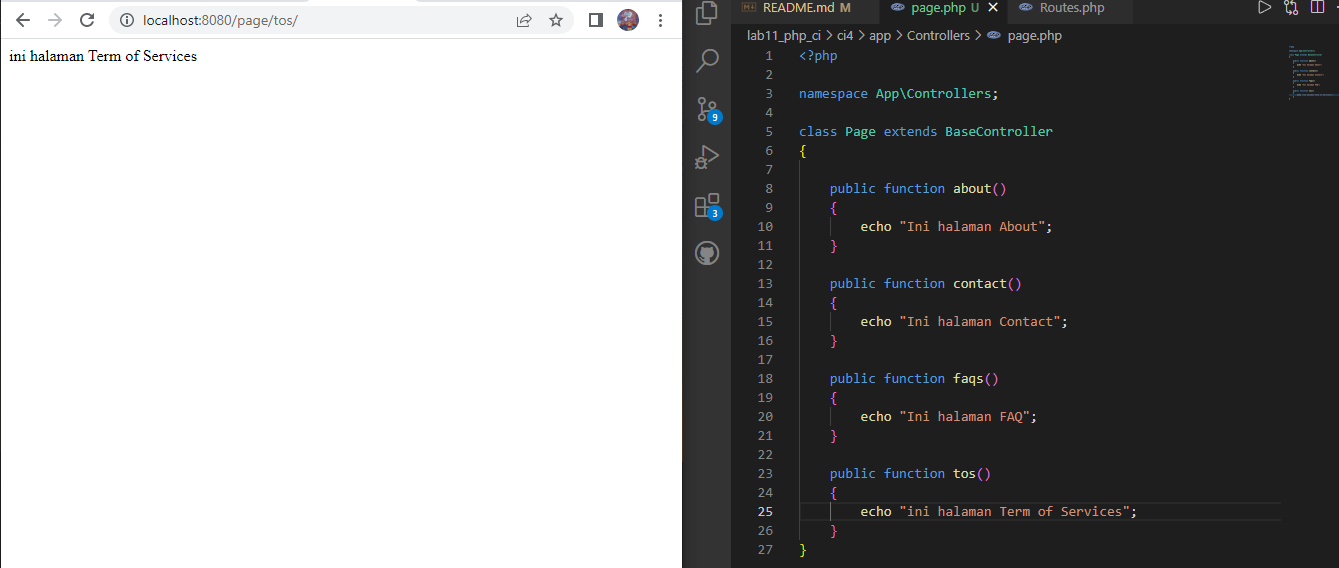 localhost:8080/page/tos/
ini halaman Term of Services
README.md M
page.php U
Routes.php
lab11_php_ci > ci4 > app > Controllers > page.php
9
3
1 <?php
2
3 namespace App\Controllers;
4
5 class Page extends BaseController
6 {
7
8 public function about()
9 {
10 echo "Ini halaman About";
11 }
12
13 public function contact()
14 {
15 echo "Ini halaman Contact";
16 }
17
18 public function faqs()
19 {
20 echo "Ini halaman FAQ";
21 }
22
23 public function tos()
24 {
25 echo "ini halaman Term of Services";
26 }
27 }